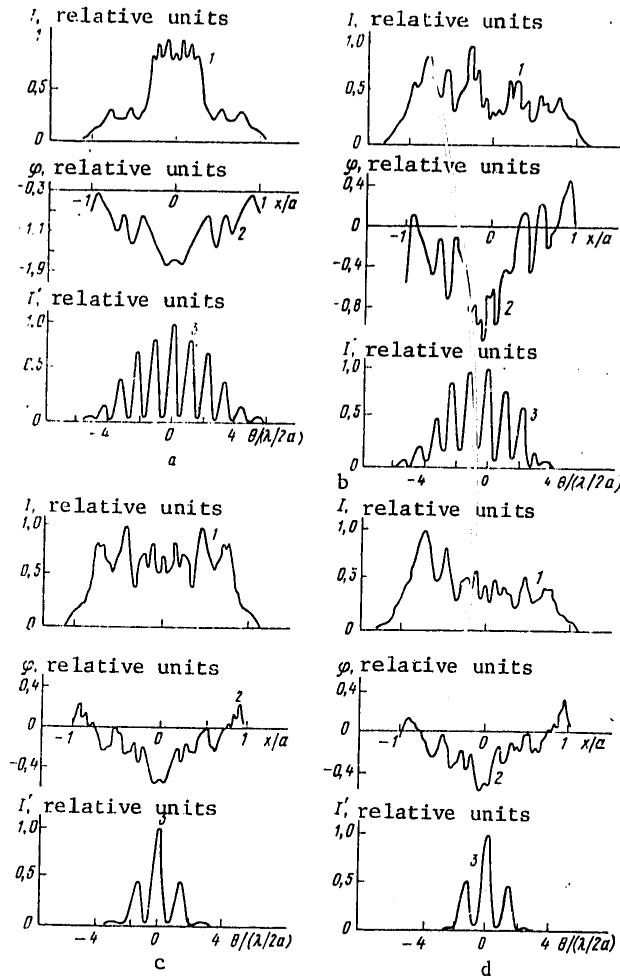 I, relative units
1
0,5
0
1
φ, relative units
-0,3
-1,1
-1,9
-1
0
1 x/a
2
I', relative units
1,0
0
3
-4
0
4 θ/(λ/2a)
a
I, relative units
1,0
0,5
0
1
φ, relative units
0,4
0
-0,4
-0,8
-1
0
1 x/a
2
I, relative units
1,0
0,5
0
3
-4
0
4 θ/(λ/2a)
b
I, relative units
1,0
0,5
0
1
φ, relative units
0,4
0
-0,4
-1
0
1 x/a
2
I', relative units
1,0
0,5
0
3
-4
0
4 θ/(λ/2a)
c
I, relative units
1,0
0,5
0
1
φ, relative units
0,4
0
-0,4
-1
0
1 x/a
2
I', relative units
1,0
0,5
0
3
-4
0
4 θ/(λ/2a)
d